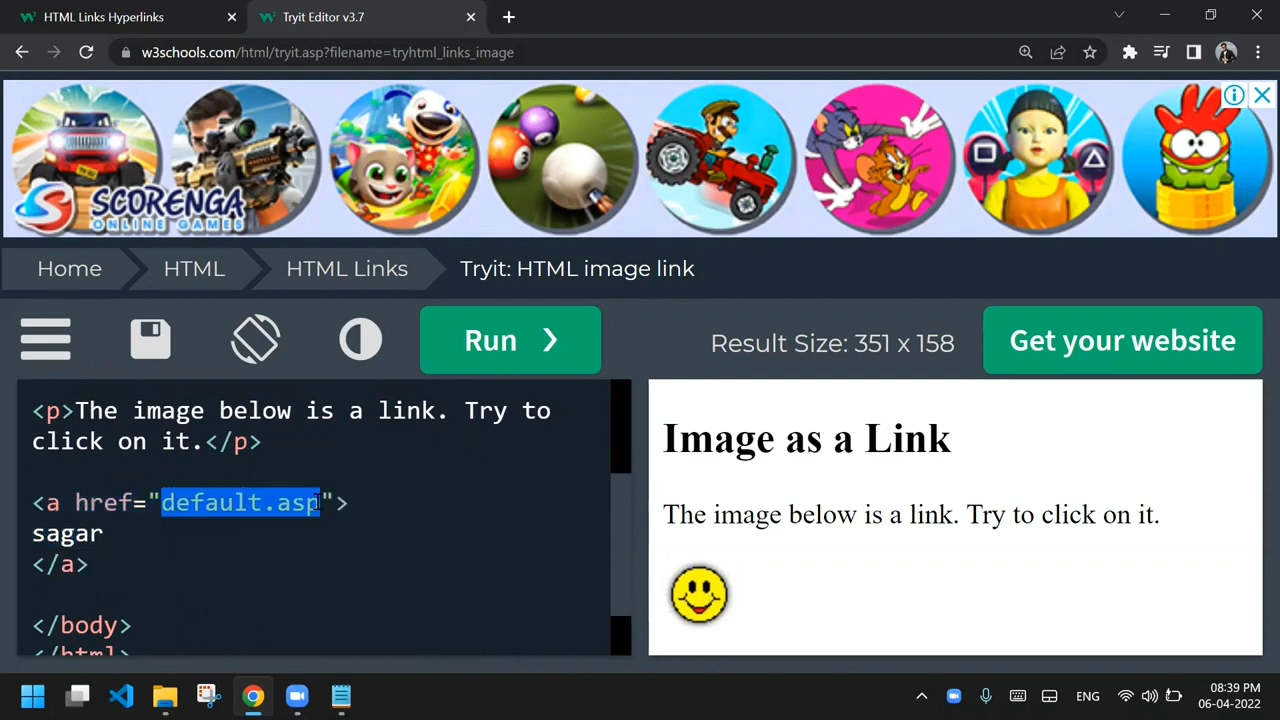 HTML Links Hyperlinks
Tryit Editor v3.7
w3schools.com/html/tryit.asp?filename=tryhtml_links_image
SCORENGA
ONLINE GAMES
Home
HTML
HTML Links
Tryit: HTML image link
Run ❯
Result Size: 351 x 158
Get your website
<p>The image below is a link. Try to
click on it.</p>
<a href="default.asp">
sagar
</a>
</body>
</html>
Image as a Link
The image below is a link. Try to click on it.
ENG
08:39 PM
06-04-2022